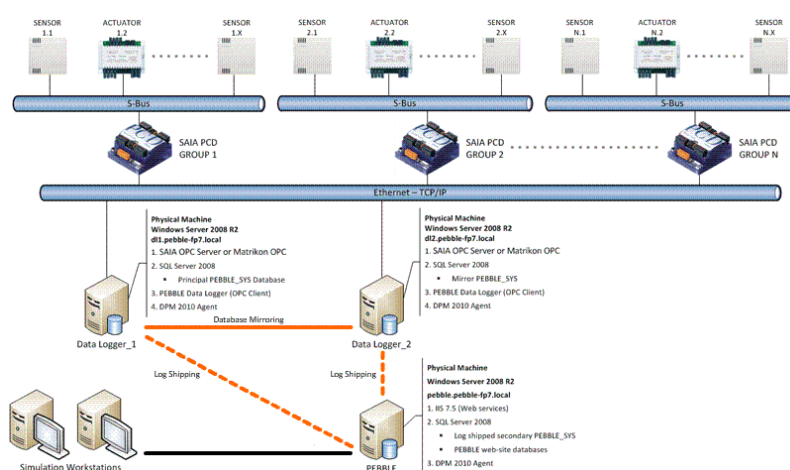 SENSOR 1.1
ACTUATOR 1.2
SENSOR 1.X
SENSOR 2.1
ACTUATOR 2.2
SENSOR 2.X
SENSOR N.1
ACTUATOR N.2
SENSOR N.X
S-Bus
S-Bus
S-Bus
SAIA PCD
GROUP 1
SAIA PCD
GROUP 2
SAIA PCD
GROUP N
Ethernet – TCP/IP
Physical Machine
Windows Server 2008 R2
dl1.pebble-fp7.local
1. SAIA OPC Server or Matrikon OPC
2. SQL Server 2008
▪ Principal PEBBLE_SYS Database
3. PEBBLE Data Logger (OPC Client)
4. DPM 2010 Agent
Data Logger_1
Physical Machine
Windows Server 2008 R2
dl2.pebble-fp7.local
1. SAIA OPC Server or Matrikon OPC
2. SQL Server 2008
▪ Mirror PEBBLE_SYS
3. PEBBLE Data Logger (OPC Client)
4. DPM 2010 Agent
Data Logger_2
Database Mirroring
Log Shipping
Log Shipping
Physical Machine
Windows Server 2008 R2
pebble.pebble-fp7.local
1. IIS 7.5 (Web services)
2. SQL Server 2008
▪ Log shipped secondary PEBBLE_SYS
▪ PEBBLE web-site databases
3. DPM 2010 Agent
Simulation Workstations
PEBBLE